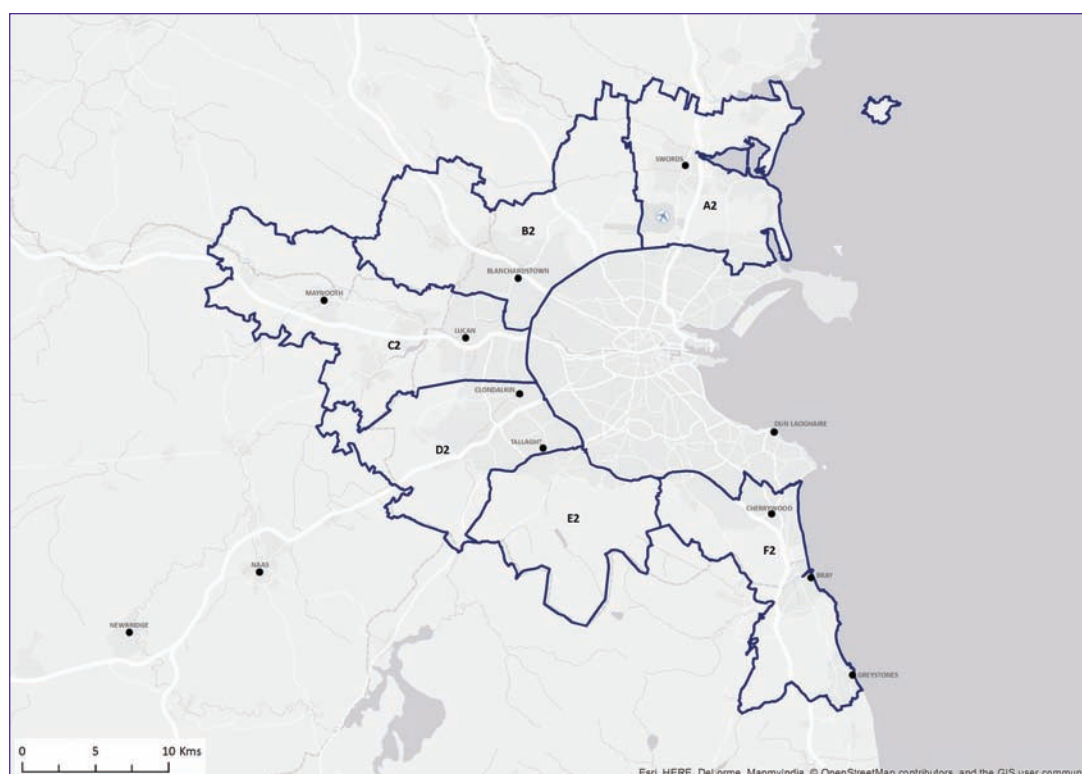 SWORDS
A2
B2
BLANCHARDSTOWN
MAYNOOTH
LUCAN
C2
CLONDALKIN
DUN LAOGHAIRE
TALLAGHT
D2
CHERRYWOOD
E2
F2
NAAS
BRAY
NEWBRIDGE
GREYSTONES
0 5 10 Kms
Esri, HERE, DeLorme, MapmyIndia, © OpenStreetMap contributors, and the GIS user commun